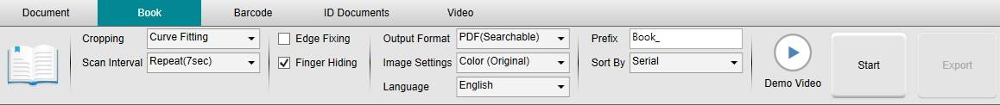 Document Book Barcode ID Documents Video
Cropping Curve Fitting Edge Fixing Output Format PDF(Searchable) Prefix Book_
Scan Interval Repeat(7sec) Finger Hiding Image Settings Color (Original) Sort By Serial
Language English
Demo Video
Start
Export